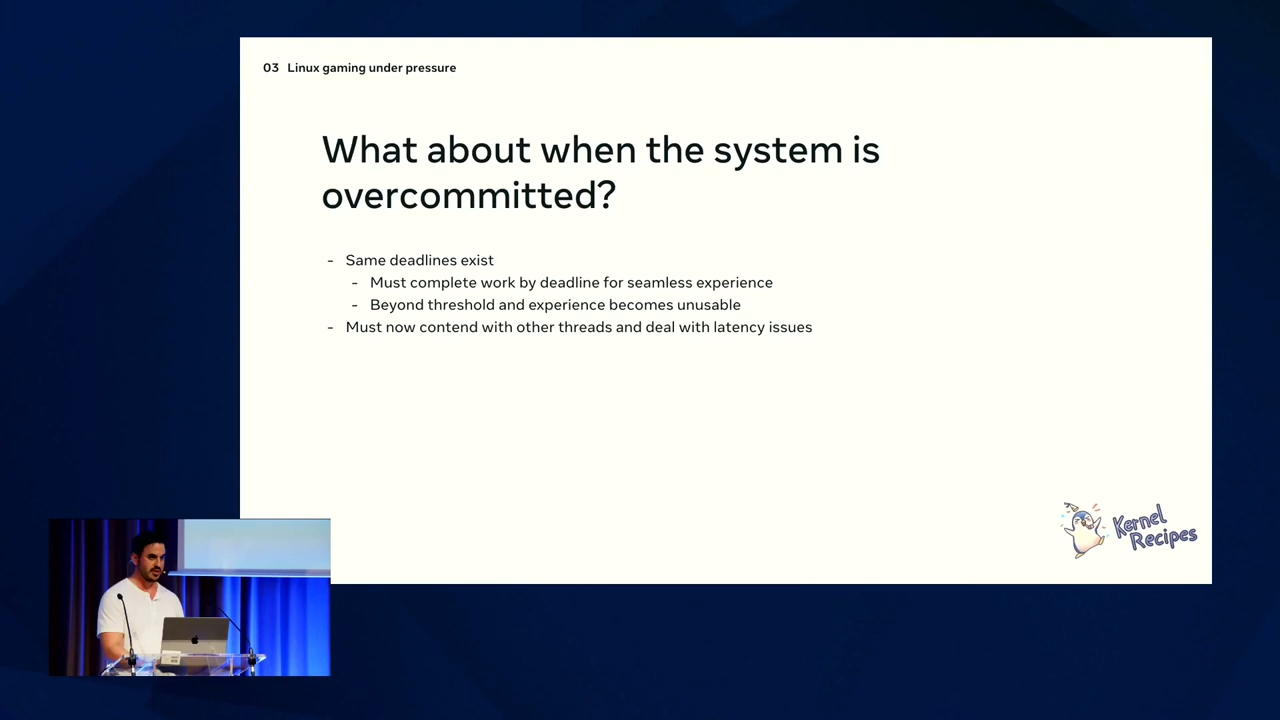 03 Linux gaming under pressure
What about when the system is
overcommitted?
- Same deadlines exist
- Must complete work by deadline for seamless experience
- Beyond threshold and experience becomes unusable
- Must now contend with other threads and deal with latency issues
Kernel
Recipes